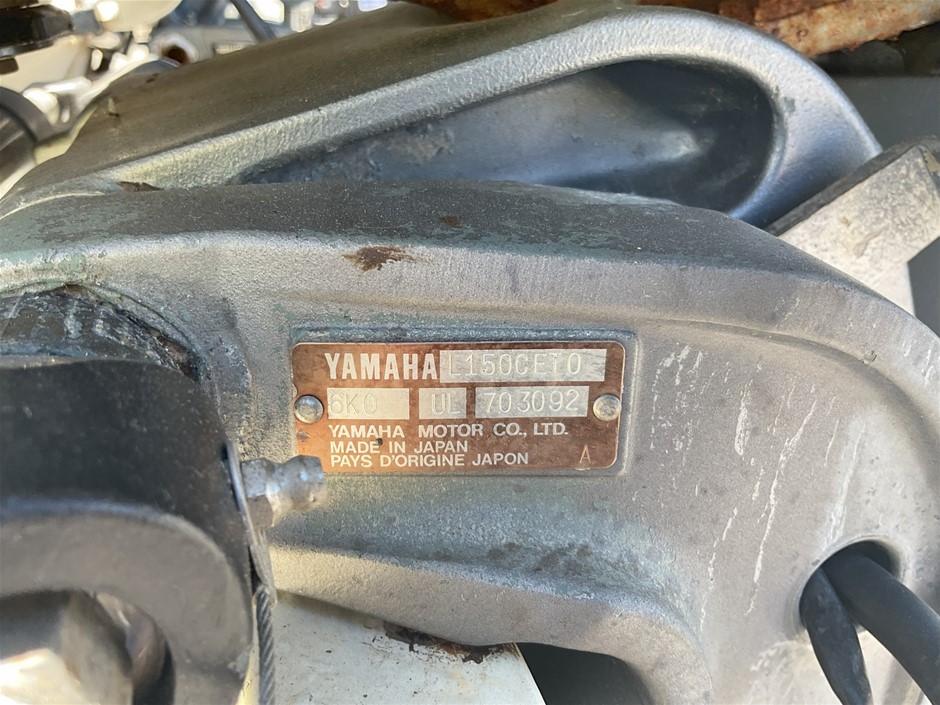 YAMAHA L150CETO
6K0 UL 703092
YAMAHA MOTOR CO., LTD.
MADE IN JAPAN
PAYS D'ORIGINE JAPON A